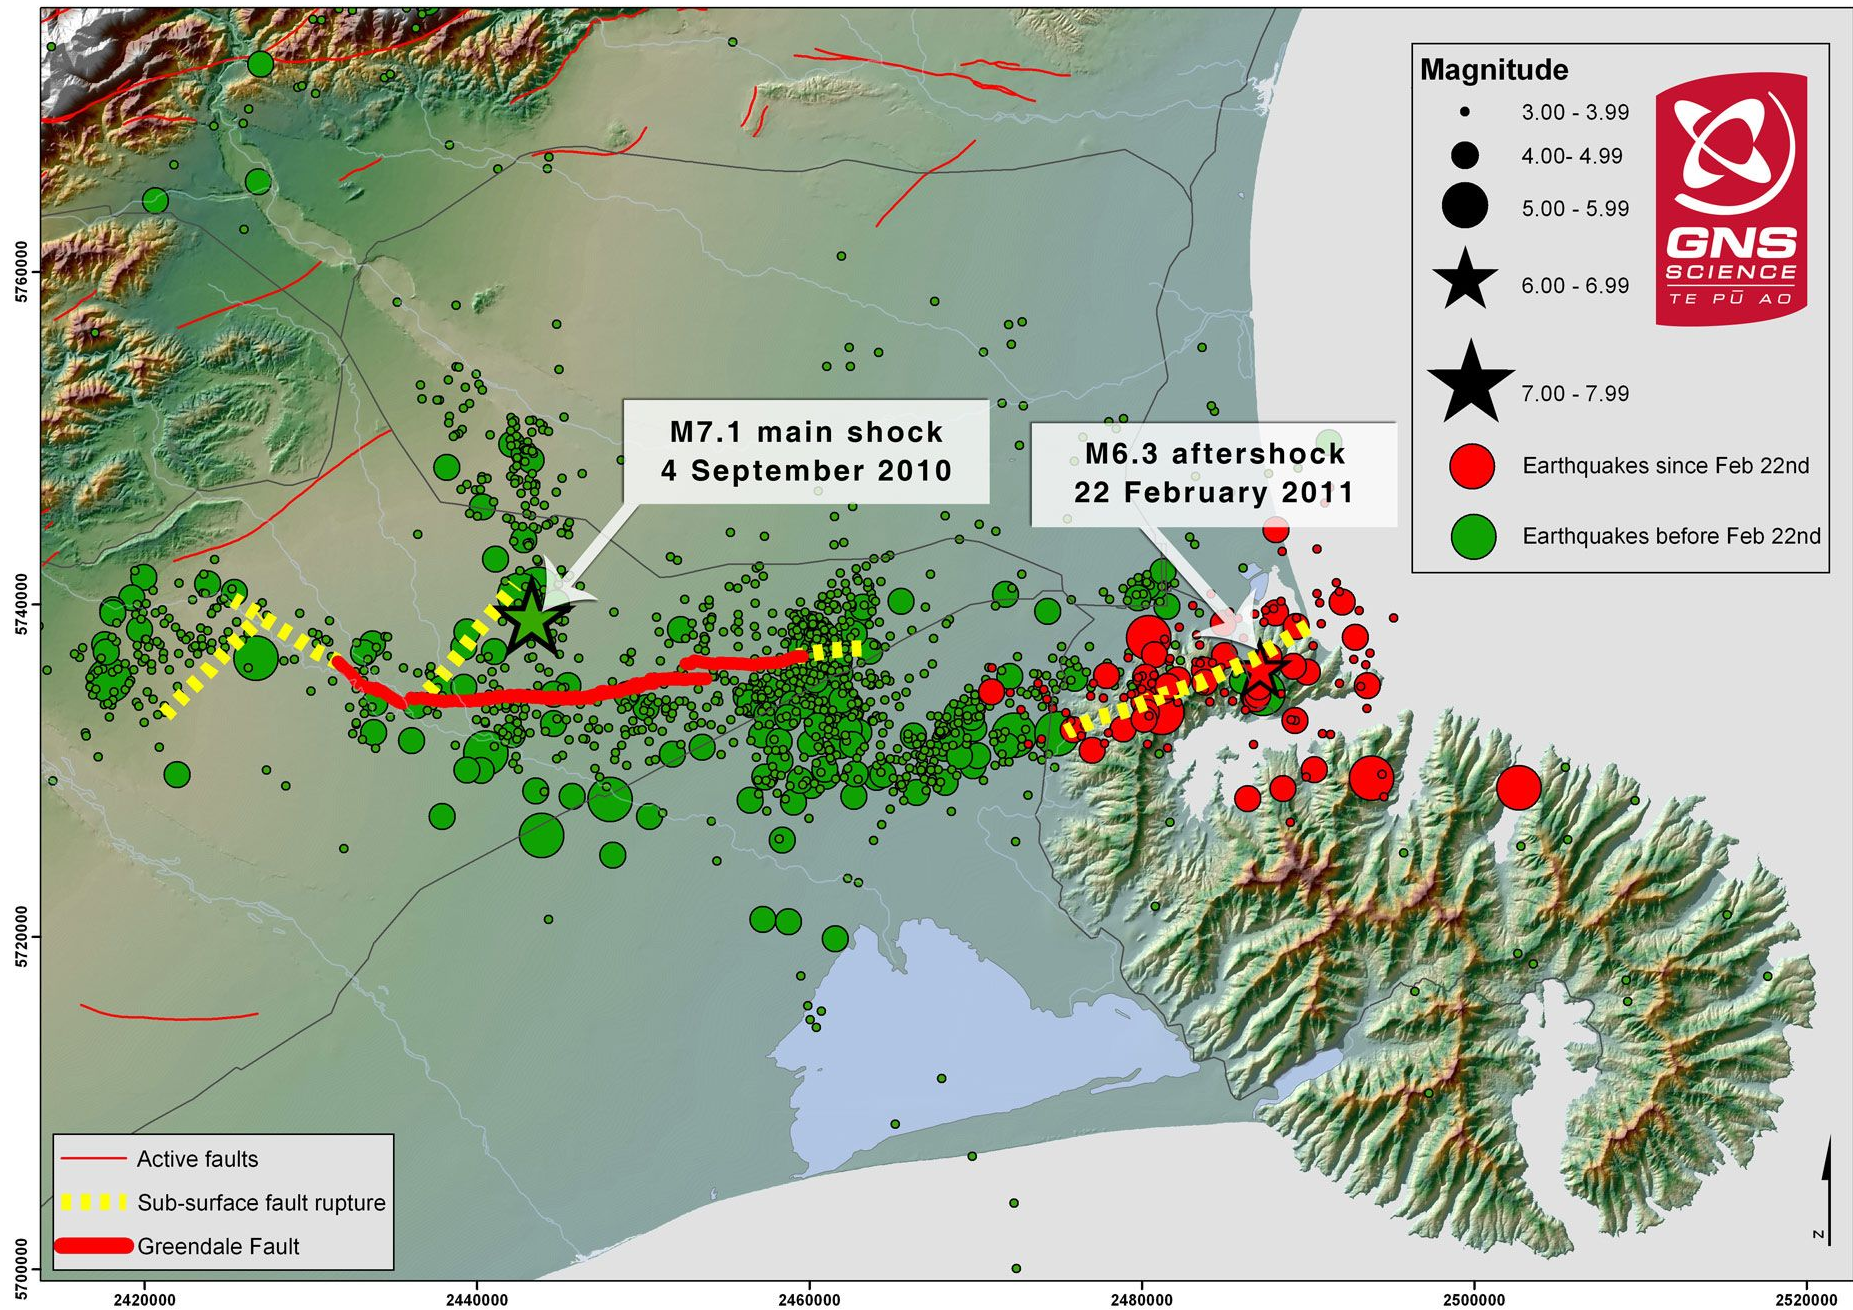 Magnitude
3.00 - 3.99
4.00- 4.99
5.00 - 5.99
6.00 - 6.99
7.00 - 7.99
Earthquakes since Feb 22nd
Earthquakes before Feb 22nd
GNS
SCIENCE
TE PŪ AO
M7.1 main shock
4 September 2010
M6.3 aftershock
22 February 2011
5760000
5740000
5720000
5700000
Active faults
Sub-surface fault rupture
Greendale Fault
N
2420000
2440000
2460000
2480000
2500000
2520000